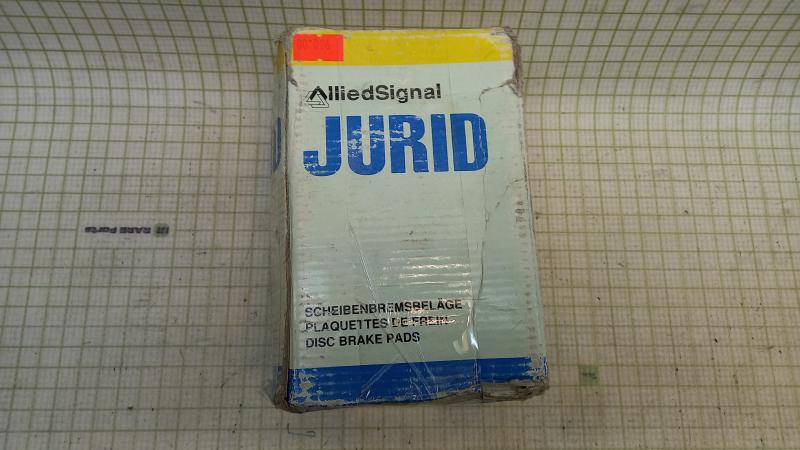 AlliedSignal
JURID
SCHEIBENBREMSBELÄGE
PLAQUETTES DE FREIN
DISC BRAKE PADS
RARE Parts